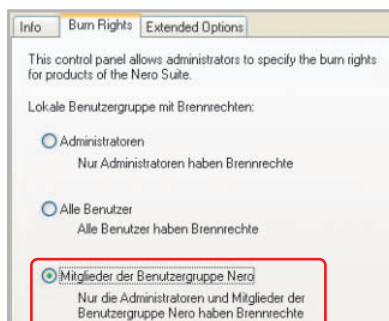 Info Burn Rights Extended Options
This control panel allows administrators to specify the burn rights
for products of the Nero Suite.
Lokale Benutzergruppe mit Brennrechten:
Administratoren
Nur Administratoren haben Brennrechte
Alle Benutzer
Alle Benutzer haben Brennrechte
Mitglieder der Benutzergruppe Nero
Nur die Administratoren und Mitglieder der
Benutzergruppe Nero haben Brennrechte